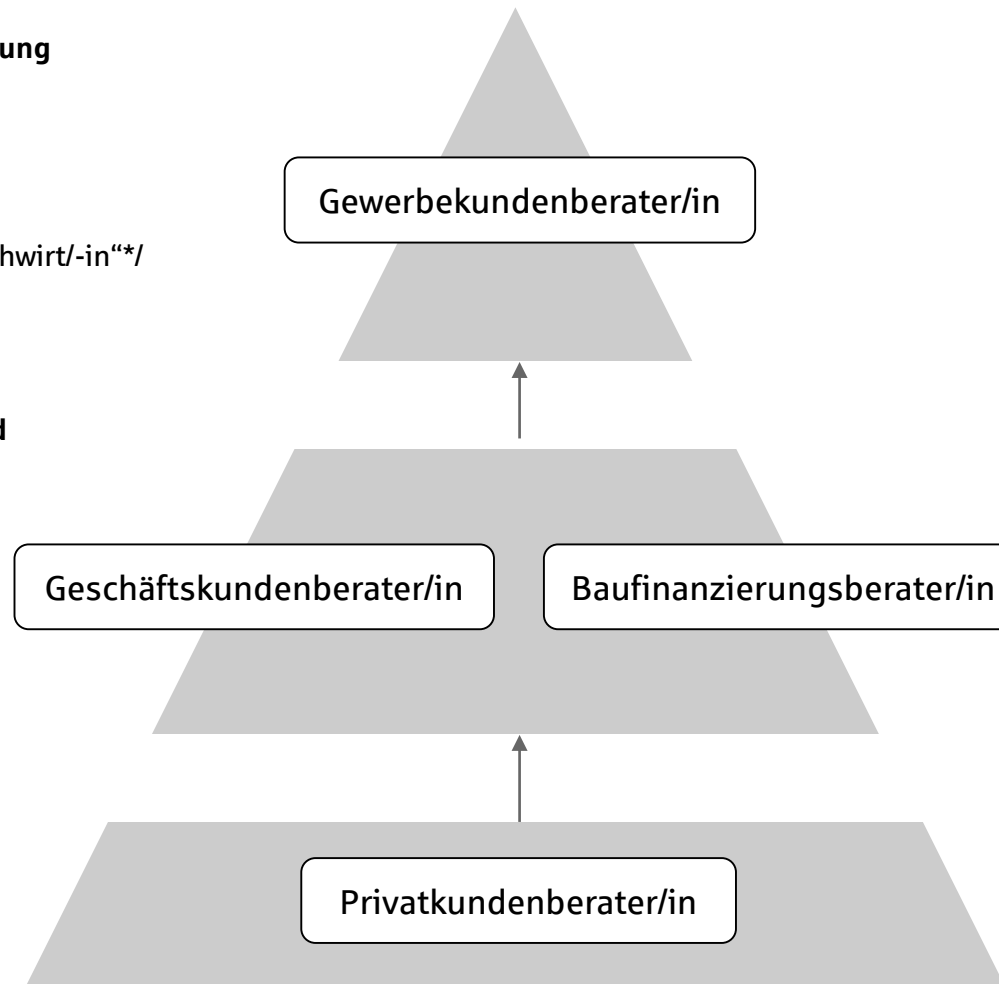 ung
Gewerbekundenberater/in
hwirt/-in“*/
d
Geschäftskundenberater/in
Baufinanzierungsberater/in
Privatkundenberater/in